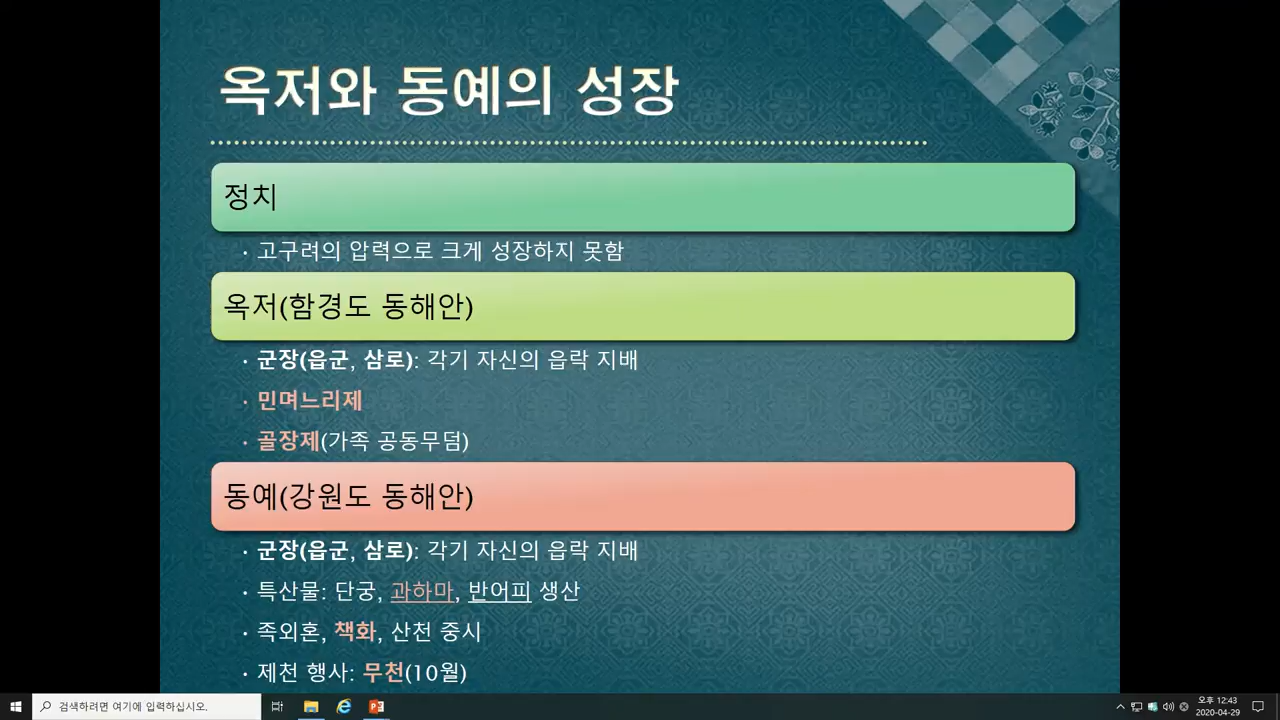 옥저와 동예의 성장
정치
· 고구려의 압력으로 크게 성장하지 못함
옥저(함경도 동해안)
· 군장(읍군, 삼로): 각기 자신의 읍락 지배
· 민며느리제
· 골장제(가족 공동무덤)
동예(강원도 동해안)
· 군장(읍군, 삼로): 각기 자신의 읍락 지배
· 특산물: 단궁, 과하마, 반어피 생산
· 족외혼, 책화, 산천 중시
· 제천 행사: 무천(10월)
검색하려면 여기에 입력하십시오.
오후 12:43
2020-04-29